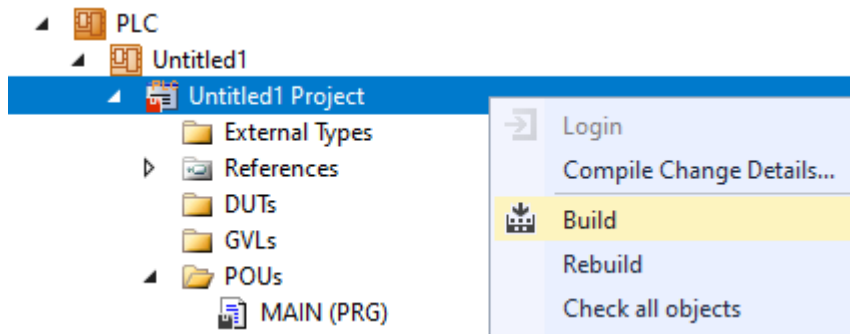 PLC
Untitled1
Untitled1 Project
External Types
References
DUTs
GVLs
POUs
MAIN (PRG)
Login
Compile Change Details...
Build
Rebuild
Check all objects